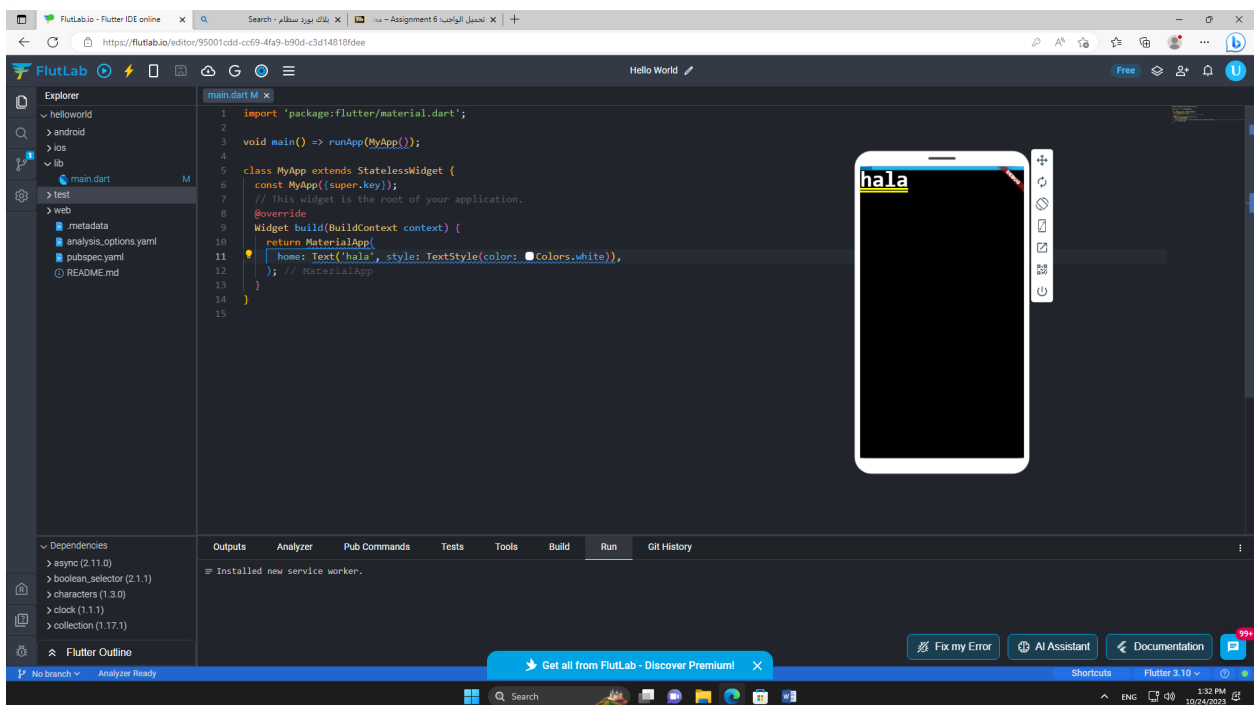 FlutLab.io - Flutter IDE online
Search - بلاك بورد سطام
تحميل الواجب: Assignment 6 –
https://flutlab.io/editor/95001cdd-cc69-4fa9-b90d-c3d14818fdee
FlutLab
Hello World
Free
U
Explorer
helloworld
android
ios
lib
main.dart M
test
web
.metadata
analysis_options.yaml
pubspec.yaml
README.md
1
main.dart M
1 import 'package:flutter/material.dart';
2
3 void main() => runApp(MyApp());
4
5 class MyApp extends StatelessWidget {
6 const MyApp({super.key});
7 // This widget is the root of your application.
8 @override
9 Widget build(BuildContext context) {
10 return MaterialApp(
11 home: Text('hala', style: TextStyle(color: Colors.white)),
12 ); // MaterialApp
13 }
14 }
15
hala
DEBUG
Dependencies
async (2.11.0)
boolean_selector (2.1.1)
characters (1.3.0)
clock (1.1.1)
collection (1.17.1)
Flutter Outline
Outputs Analyzer Pub Commands Tests Tools Build Run Git History
Installed new service worker.
Fix my Error
AI Assistant
Documentation
99+
Get all from FlutLab - Discover Premium!
No branch Analyzer Ready
Shortcuts Flutter 3.10
Search
ENG
1:32 PM
10/24/2023